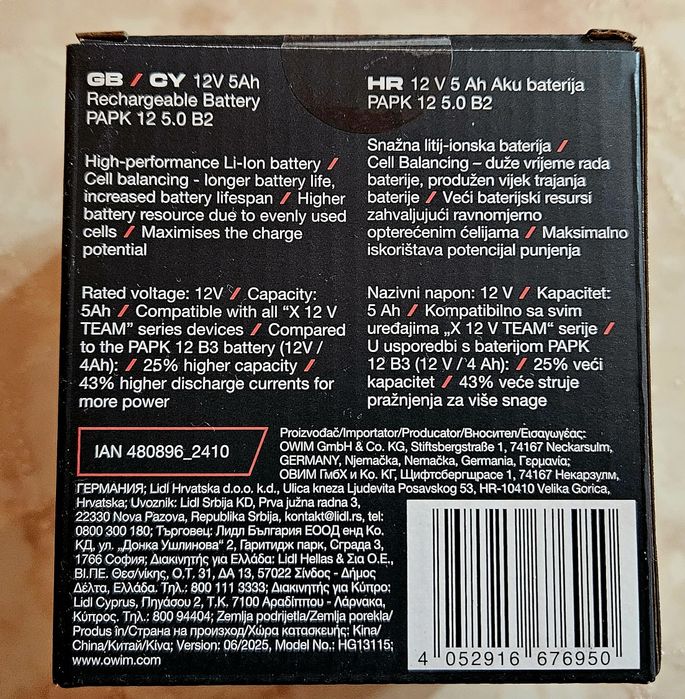 GB / CY 12V 5Ah
Rechargeable Battery
PAPK 12 5.0 B2
High-performance Li-Ion battery /
Cell balancing - longer battery life,
increased battery lifespan / Higher
battery resource due to evenly used
cells / Maximises the charge
potential
Rated voltage: 12V / Capacity:
5Ah / Compatible with all “X 12 V
TEAM” series devices / Compared
to the PAPK 12 B3 battery (12V /
4Ah): / 25% higher capacity /
43% higher discharge currents for
more power
HR 12 V 5 Ah Aku baterija
PAPK 12 5.0 B2
Snažna litij-ionska baterija /
Cell Balancing – duže vrijeme rada
baterije, produžen vijek trajanja
baterije / Veći baterijski resursi
zahvaljujući ravnomjerno
opterećenim ćelijama / Maksimalno
iskorištava potencijal punjenja
Nazivni napon: 12 V / Kapacitet:
5 Ah / Kompatibilno sa svim
uređajima „X 12 V TEAM“ serije /
U usporedbi s baterijom PAPK
12 B3 (12 V / 4 Ah): / 25% veći
kapacitet / 43% veće struje
pražnjenja za više snage
IAN 480896_2410
Proizvođač/Importator/Producator/Вносител/Εισαγωγέας:
OWIM GmbH & Co. KG, Stiftsbergstraße 1, 74167 Neckarsulm,
GERMANY, Njemačka, Nemačka, Germania, Γερμανία;
ОВИМ ГмбХ и Ко. КГ, Щифтсбергщрасе 1, 74167 Некарзулм,
ГЕРМАНИЯ; Lidl Hrvatska d.o.o. k.d., Ulica kneza Ljudevita Posavskog 53, HR-10410 Velika Gorica,
Hrvatska; Uvoznik: Lidl Srbija KD, Prva južna radna 3,
22330 Nova Pazova, Republika Srbija, kontakt@lidl.rs, tel:
0800 300 180; Търговец: Лидл България ЕООД енд Ко.
КД, ул. „Донка Ушлинова“ 2, Гаритидж парк, Сграда 3,
1766 София; Διακινητής για Ελλάδα: Lidl Hellas & Σια Ο.Ε.,
ΒΙ.ΠΕ. Θεσ/νίκης, Ο.Τ. 31, ΔΑ 13, 57022 Σίνδος - Δήμος
Δέλτα, Ελλάδα. Τηλ.: 800 111 3333; Διακινητής για Κύπρο:
Lidl Cyprus, Πηγάσου 2, Τ.Κ. 7100 Αραδίππου - Λάρνακα,
Κύπρος. Τηλ.: 800 94404; Zemlja podrijetla/Zemlja porekla/
Produs în/Страна на произход/Χώρα κατασκευής: Kina/
China/Китай/Κίνα; Version: 06/2025, Model No.: HG13115;
www.owim.com
4 052916 676950